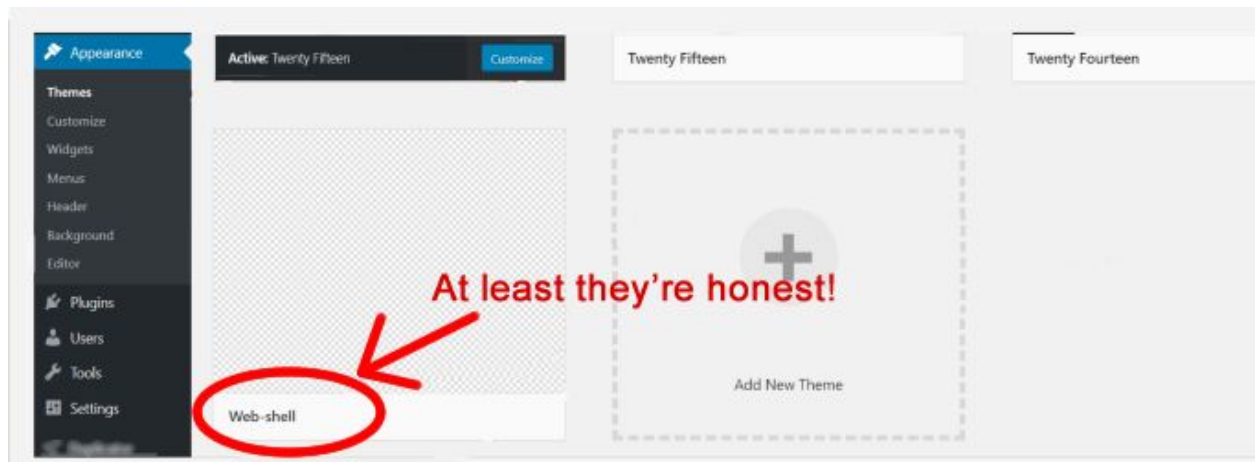 Appearance
Active: Twenty Fifteen
Customize
Twenty Fifteen
Twenty Fourteen
Themes
Customize
Widgets
Menus
Header
Background
Editor
Plugins
Users
Tools
Settings
At least they're honest!
Add New Theme
Web-shell